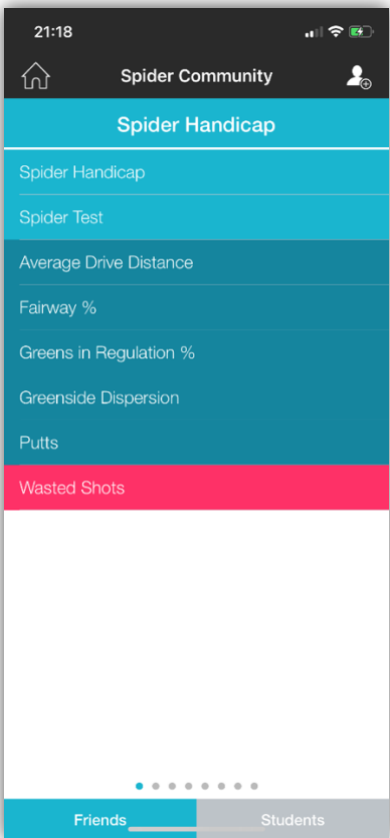 21:18
Spider Community
Spider Handicap
Spider Handicap
Spider Test
Average Drive Distance
Fairway %
Greens in Regulation %
Greenside Dispersion
Putts
Wasted Shots
Friends Students